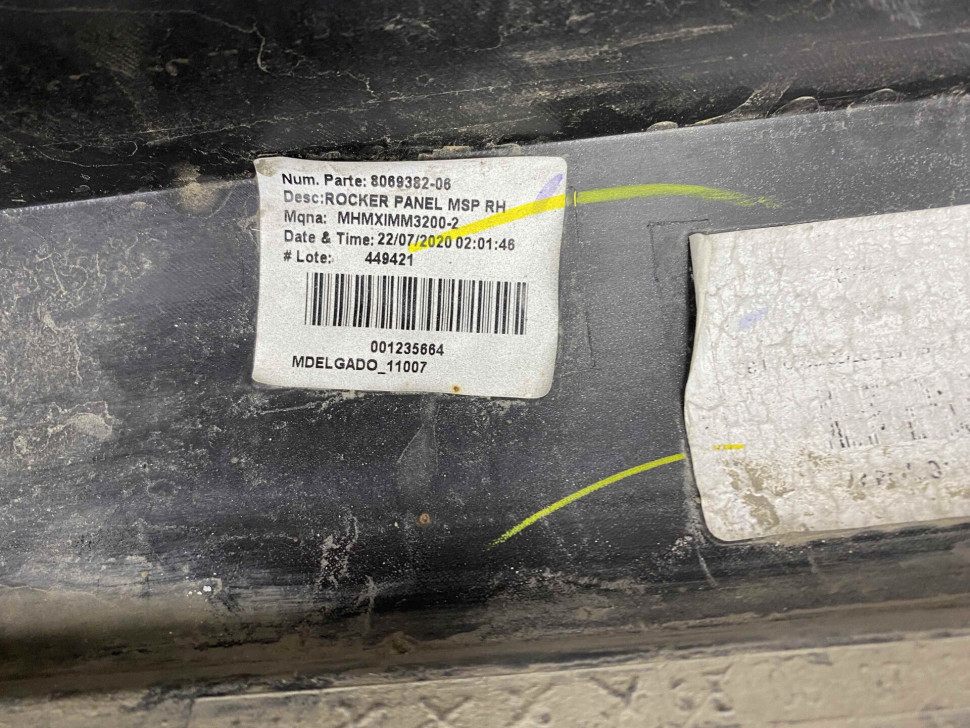 Num. Parte: 8069382-06
Desc:ROCKER PANEL MSP RH
Mqna: MHMXIMM3200-2
Date & Time: 22/07/2020 02:01:46
# Lote: 449421
001235664
MDELGADO_11007